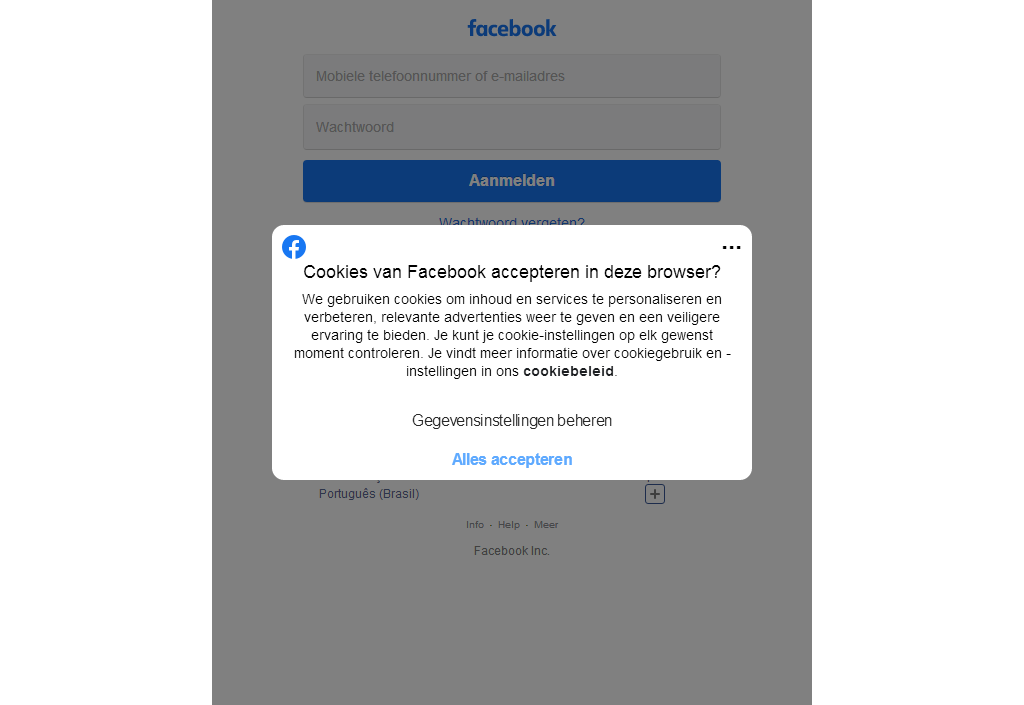 facebook
Mobiele telefoonnummer of e-mailadres
Wachtwoord
Aanmelden
Wachtwoord vergeten?
Cookies van Facebook accepteren in deze browser?
We gebruiken cookies om inhoud en services te personaliseren en
verbeteren, relevante advertenties weer te geven en een veiligere
ervaring te bieden. Je kunt je cookie-instellingen op elk gewenst
moment controleren. Je vindt meer informatie over cookiegebruik en -
instellingen in ons cookiebeleid.
Gegevensinstellingen beheren
Alles accepteren
Português (Brasil)
Info · Help · Meer
Facebook Inc.